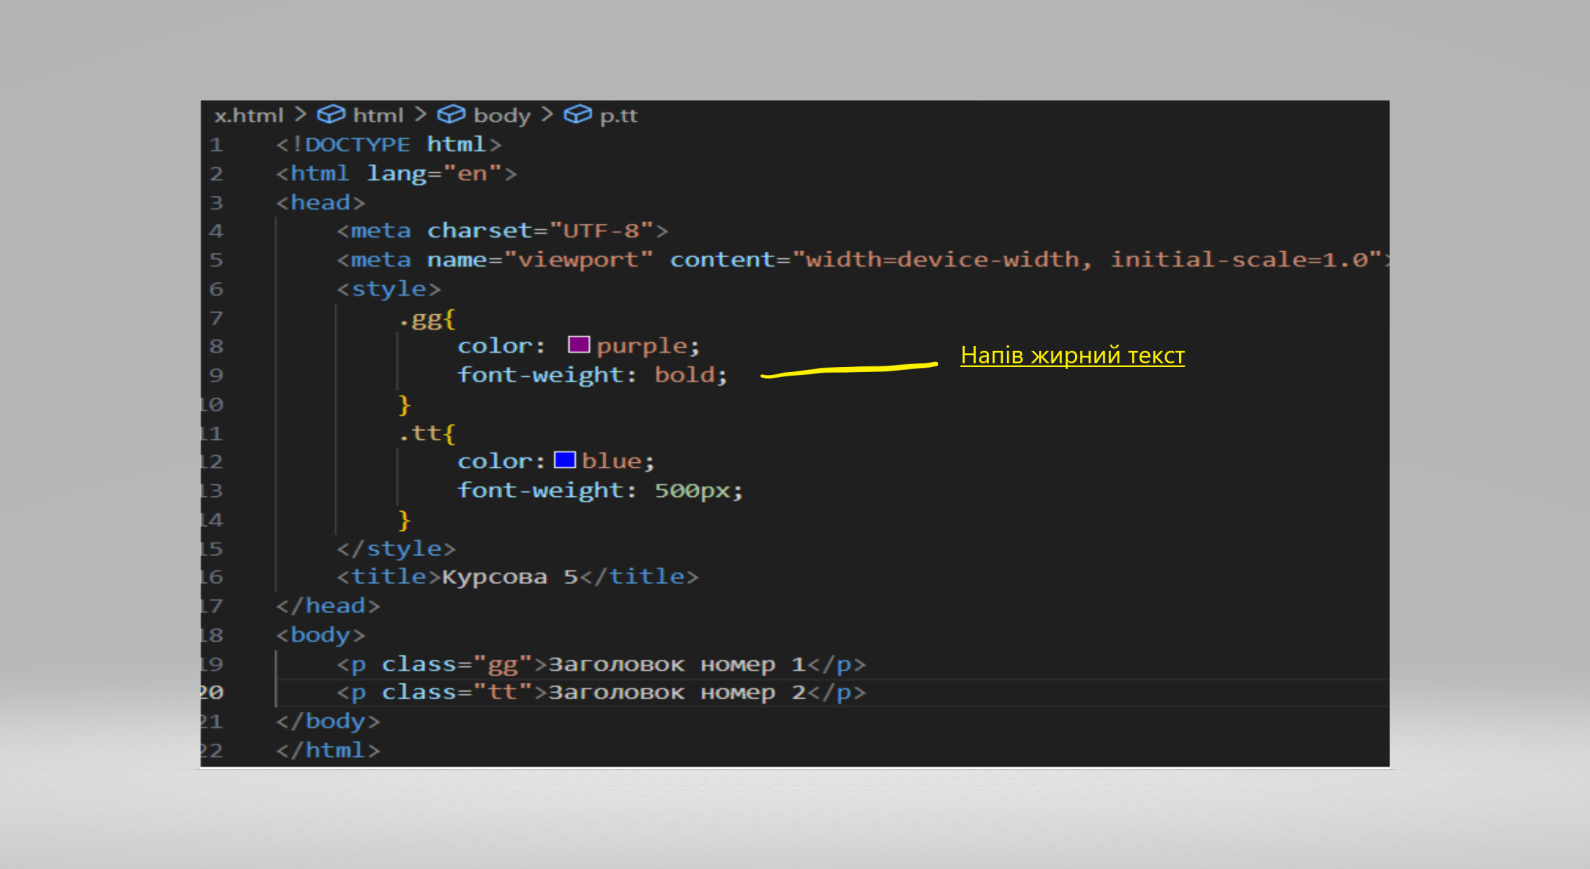 x.html > html > body > p.tt
1 <!DOCTYPE html>
2 <html lang="en">
3 <head>
4 <meta charset="UTF-8">
5 <meta name="viewport" content="width=device-width, initial-scale=1.0">
6 <style>
7 .gg{
8 color: purple;
9 font-weight: bold;
Напів жирний текст
10 }
11 .tt{
12 color: blue;
13 font-weight: 500px;
14 }
15 </style>
16 <title>Курсова 5</title>
17 </head>
18 <body>
19 <p class="gg">Заголовок номер 1</p>
20 <p class="tt">Заголовок номер 2</p>
21 </body>
22 </html>